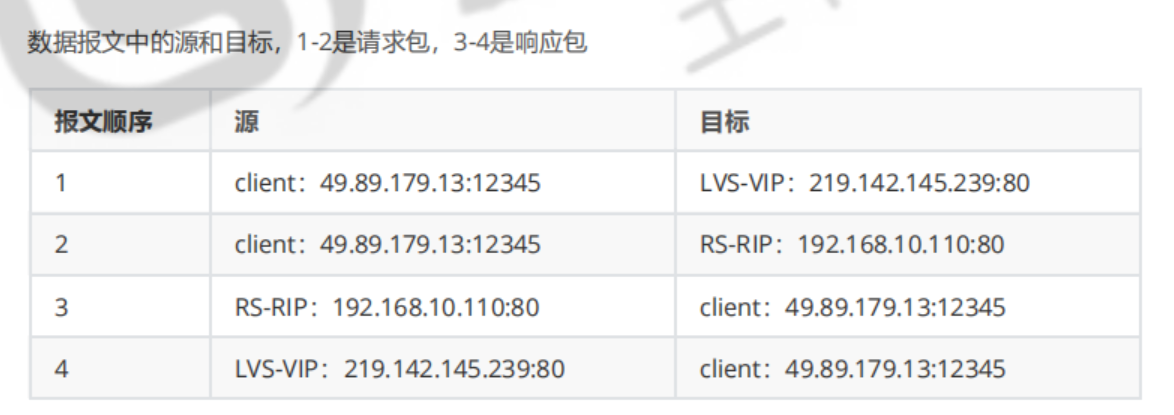 数据报文中的源和目标，1-2是请求包，3-4是响应包
报文顺序 源 目标
1 client：49.89.179.13:12345 LVS-VIP：219.142.145.239:80
2 client：49.89.179.13:12345 RS-RIP：192.168.10.110:80
3 RS-RIP：192.168.10.110:80 client：49.89.179.13:12345
4 LVS-VIP：219.142.145.239:80 client：49.89.179.13:12345